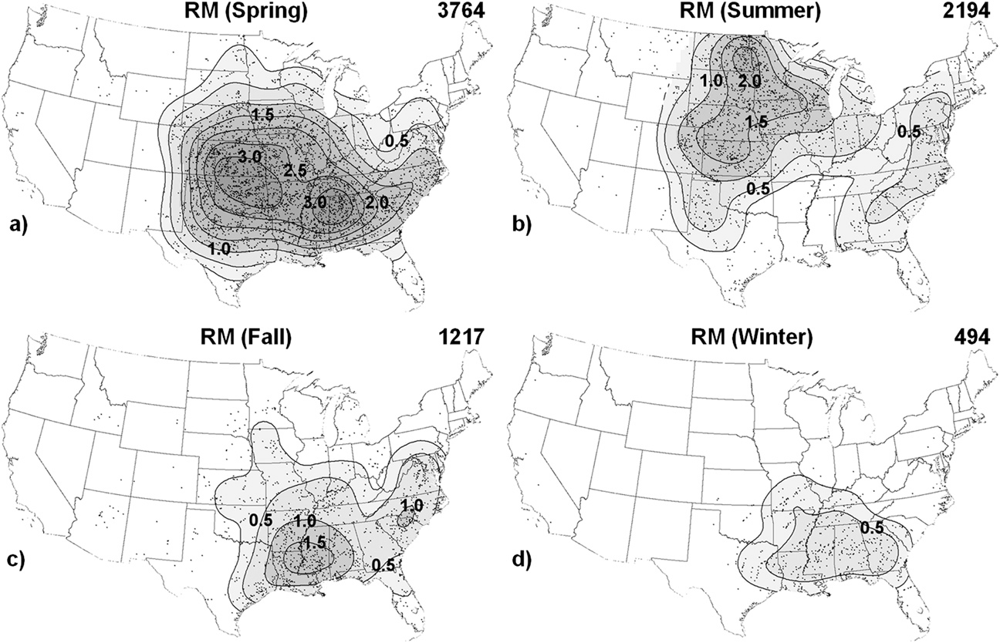 RM (Spring) 3764
1.5
0.5
3.0
2.5
3.0 2.0
1.0
a)
RM (Summer) 2194
1.0 2.0
1.5
0.5
0.5
b)
RM (Fall) 1217
1.0
0.5 1.0
1.5
0.5
c)
RM (Winter) 494
0.5
d)